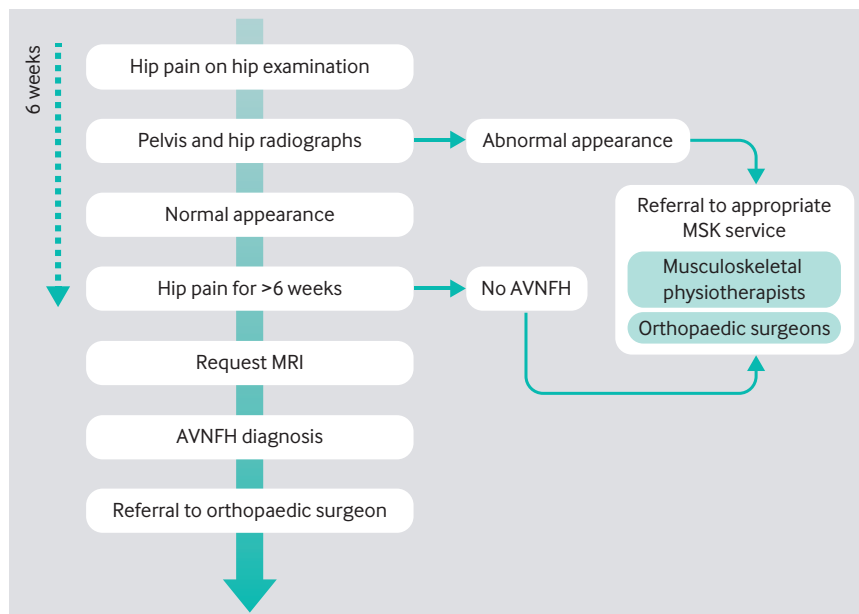 6 weeks
Hip pain on hip examination
Pelvis and hip radiographs
Abnormal appearance
Normal appearance
Referral to appropriate
MSK service
Musculoskeletal
physiotherapists
Orthopaedic surgeons
Hip pain for >6 weeks
No AVNFH
Request MRI
AVNFH diagnosis
Referral to orthopaedic surgeon